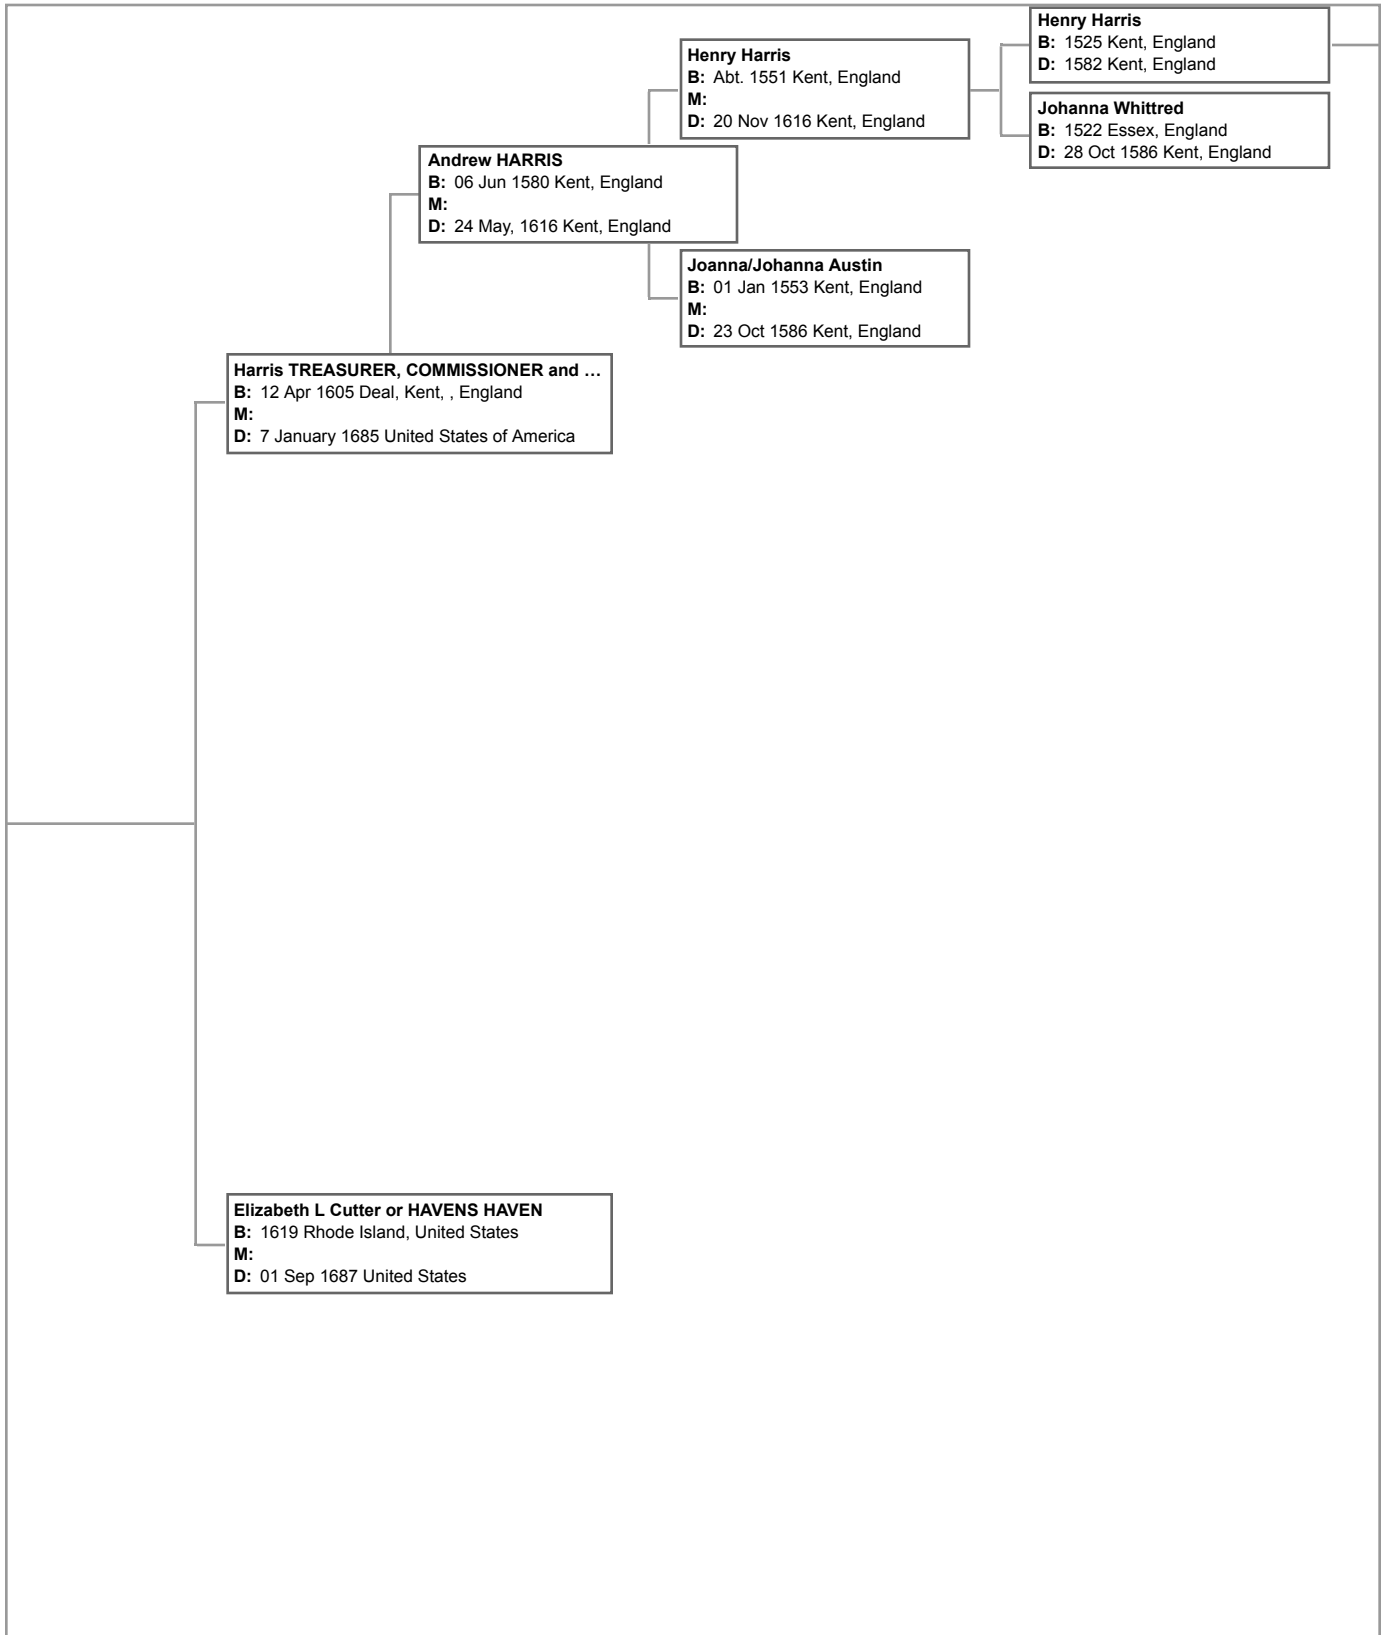 Henry Harris
B: 1525 Kent, England
D: 1582 Kent, England
Henry Harris
B: Abt. 1551 Kent, England
M:
D: 20 Nov 1616 Kent, England
Johanna Whittred
B: 1522 Essex, England
D: 28 Oct 1586 Kent, England
Andrew HARRIS
B: 06 Jun 1580 Kent, England
M:
D: 24 May, 1616 Kent, England
Joanna/Johanna Austin
B: 01 Jan 1553 Kent, England
M:
D: 23 Oct 1586 Kent, England
Harris TREASURER, COMMISSIONER and …
B: 12 Apr 1605 Deal, Kent, , England
M:
D: 7 January 1685 United States of America
Elizabeth L Cutter or HAVENS HAVEN
B: 1619 Rhode Island, United States
M:
D: 01 Sep 1687 United States